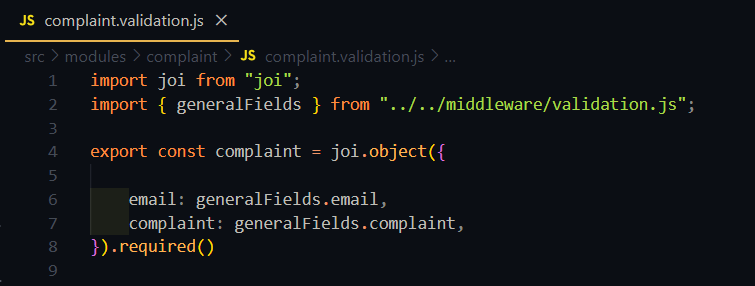 JS complaint.validation.js ×
src > modules > complaint > JS complaint.validation.js > ...
1 import joi from "joi";
2 import { generalFields } from "../../middleware/validation.js";
3
4 export const complaint = joi.object({
5
6     email: generalFields.email,
7     complaint: generalFields.complaint,
8 }).required()
9